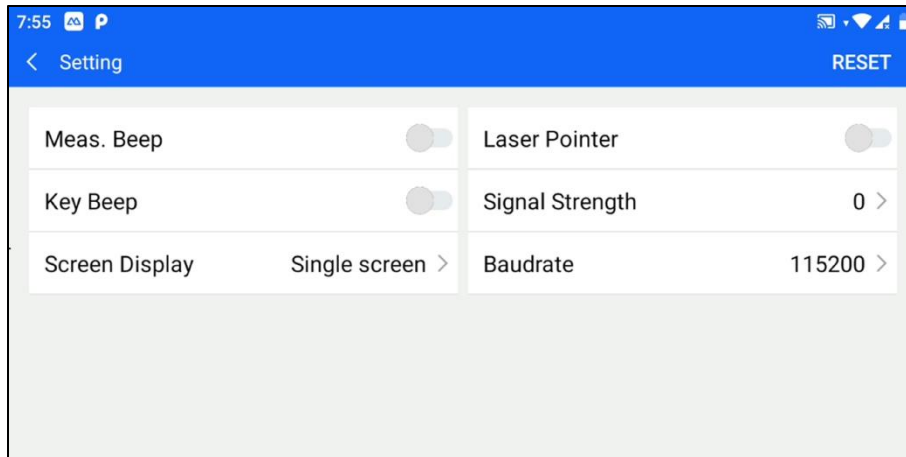 7:55
Setting RESET
Meas. Beep
Laser Pointer
Key Beep
Signal Strength 0
Screen Display Single screen
Baudrate 115200